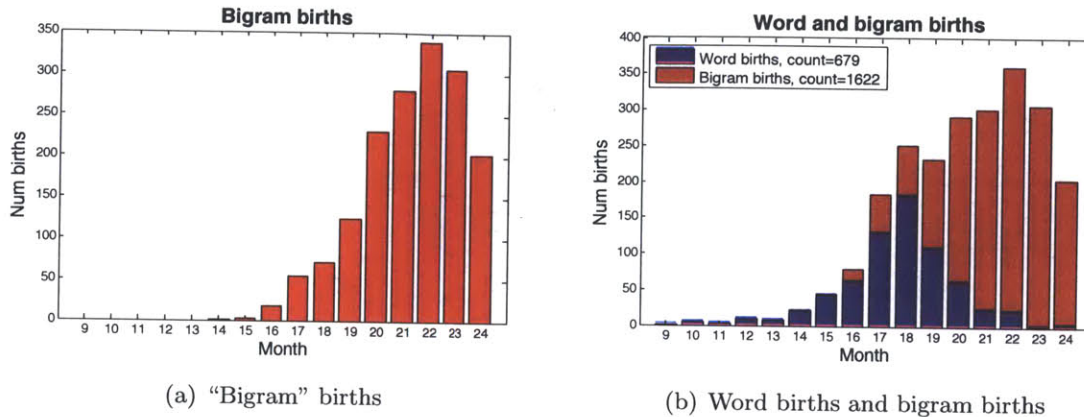 Bigram births
350
300
250
200
150
100
50
0
Num births
9 10 11 12 13 14 15 16 17 18 19 20 21 22 23 24
Month
(a) “Bigram” births
Word and bigram births
400
350
300
250
200
150
100
50
0
Num births
Word births, count=679
Bigram births, count=1622
9 10 11 12 13 14 15 16 17 18 19 20 21 22 23 24
Month
(b) Word births and bigram births